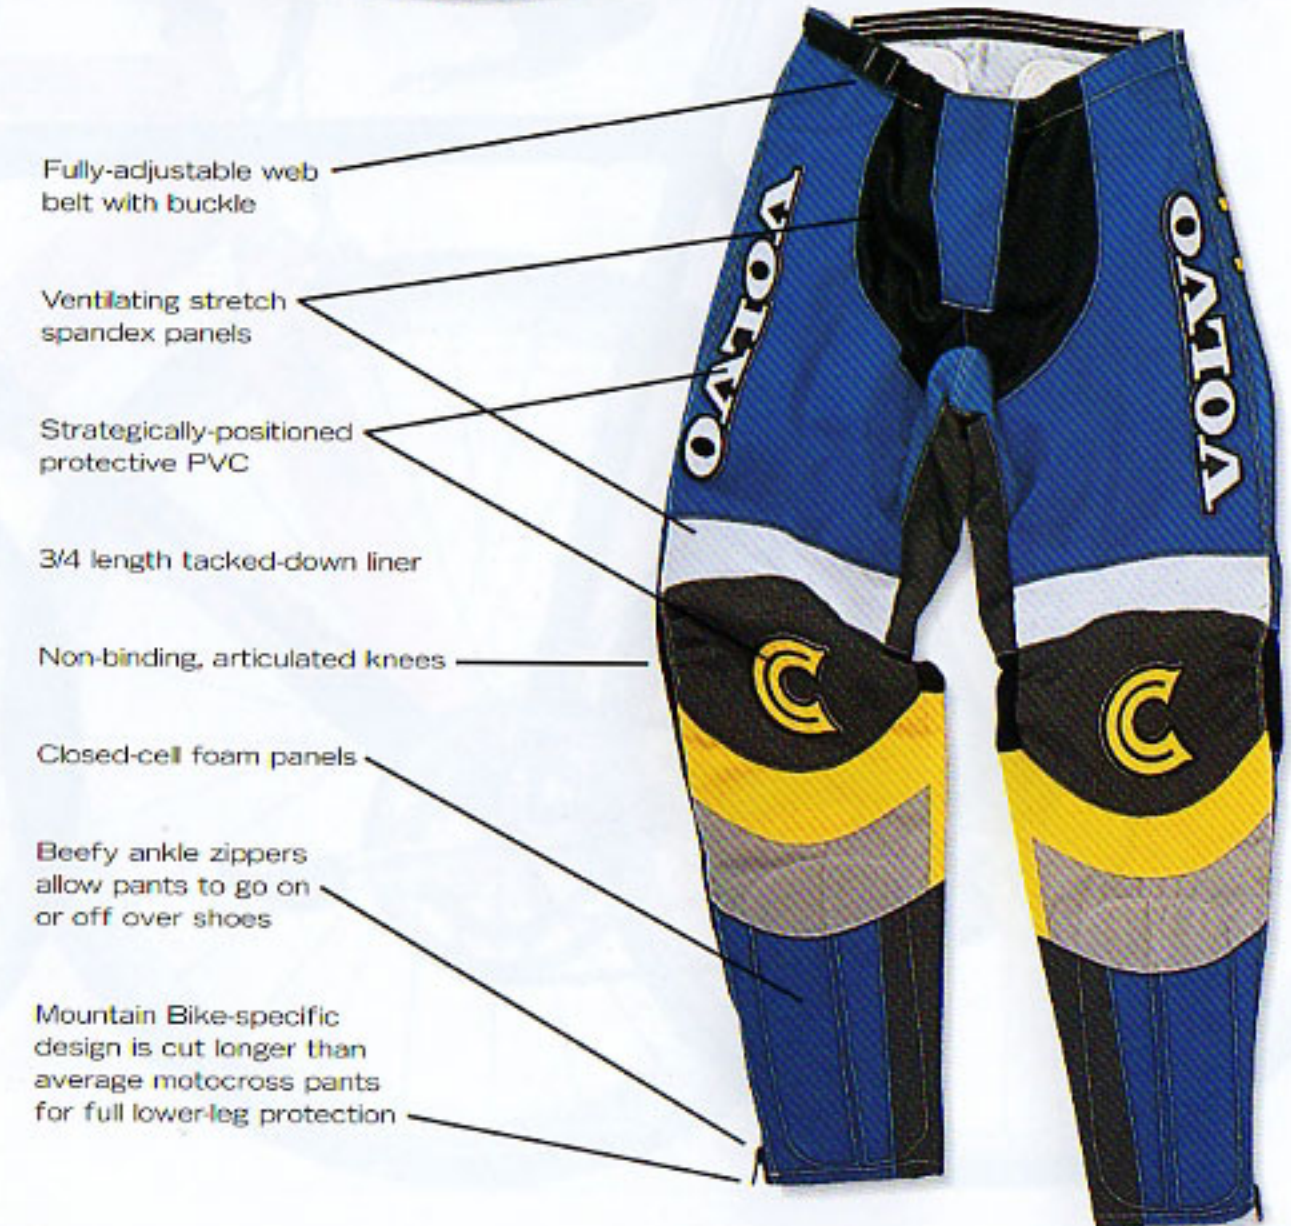 Fully-adjustable web
belt with buckle
Ventilating stretch
spandex panels
Strategically-positioned
protective PVC
3/4 length tacked-down liner
Non-binding, articulated knees
Closed-cell foam panels
Beefy ankle zippers
allow pants to go on
or off over shoes
Mountain Bike-specific
design is cut longer than
average motocross pants
for full lower-leg protection
VOLVO
VOLVO
C
C